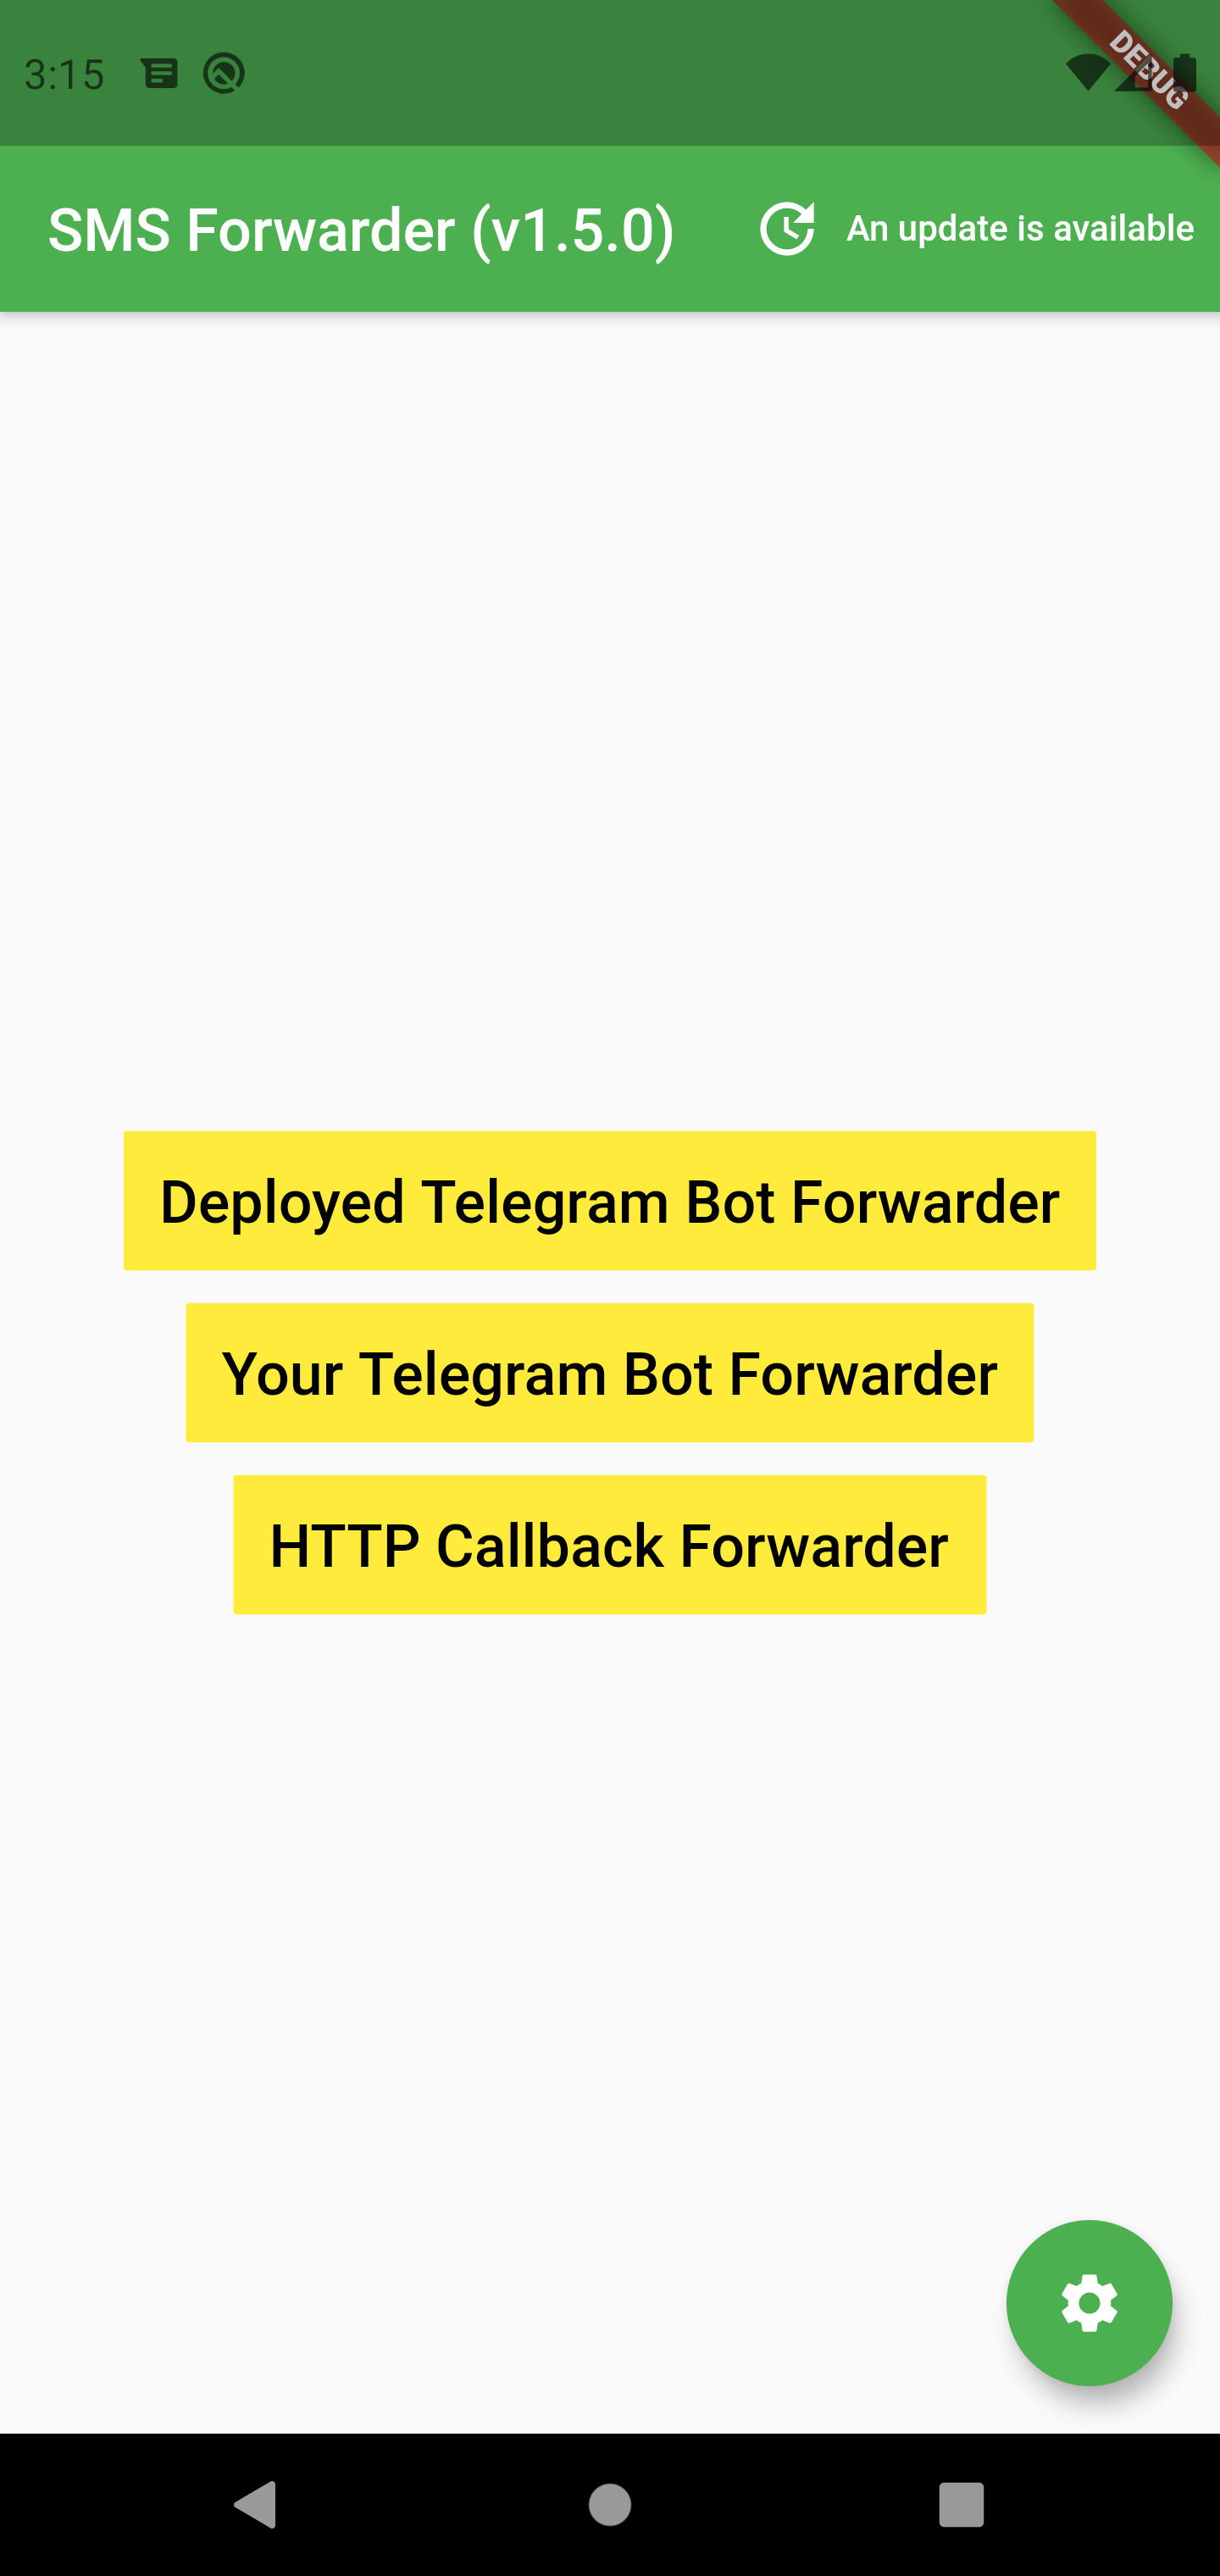 3:15
DEBUG
SMS Forwarder (v1.5.0)
An update is available
Deployed Telegram Bot Forwarder
Your Telegram Bot Forwarder
HTTP Callback Forwarder